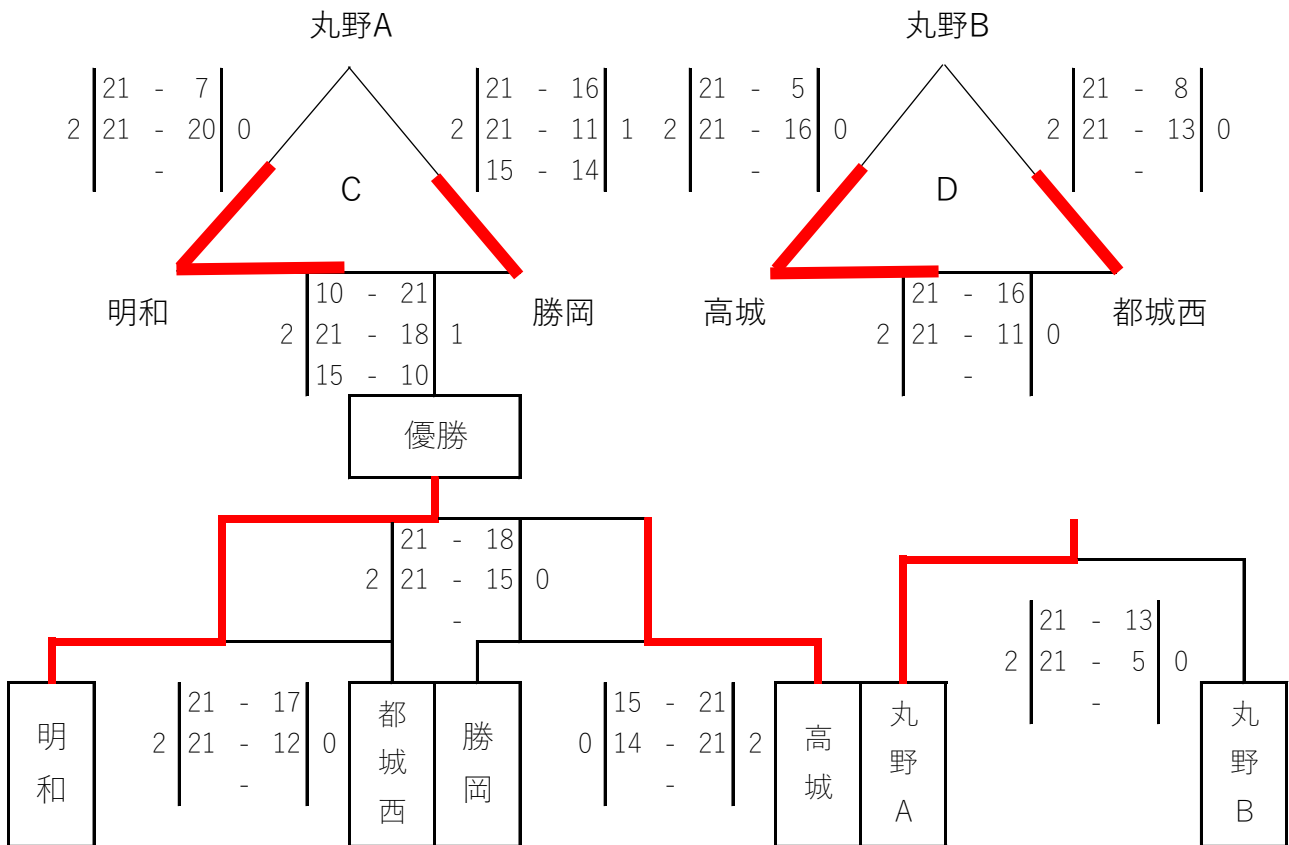 丸野A
丸野B
21 - 7
2 21 - 20 0
-
21 - 16
2 21 - 11 1
15 - 14
21 - 5
2 21 - 16 0
-
21 - 8
2 21 - 13 0
-
C
D
明和
勝岡
高城
都城西
10 - 21
2 21 - 18 1
15 - 10
21 - 16
2 21 - 11 0
-
優勝
21 - 18
2 21 - 15 0
-
21 - 13
2 21 - 5 0
-
明和
21 - 17
2 21 - 12 0
-
都城西
勝岡
15 - 21
0 14 - 21 2
-
高城
丸野A
丸野B